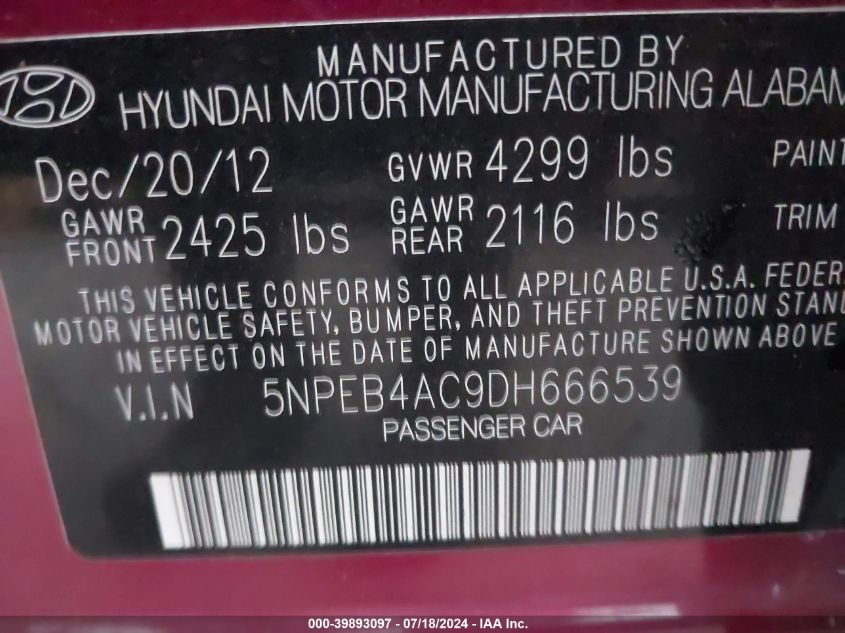 MANUFACTURED BY
HYUNDAI MOTOR MANUFACTURING ALABAM
Dec/20/12 GVWR 4299 lbs PAINT
GAWR FRONT 2425 lbs GAWR REAR 2116 lbs TRIM
THIS VEHICLE CONFORMS TO ALL APPLICABLE U.S.A. FEDER
MOTOR VEHICLE SAFETY, BUMPER, AND THEFT PREVENTION STAN
IN EFFECT ON THE DATE OF MANUFACTURE SHOWN ABOVE
V.I.N 5NPEB4AC9DH666539
PASSENGER CAR
000-39893097 / 07/18/2024 - IAA Inc.